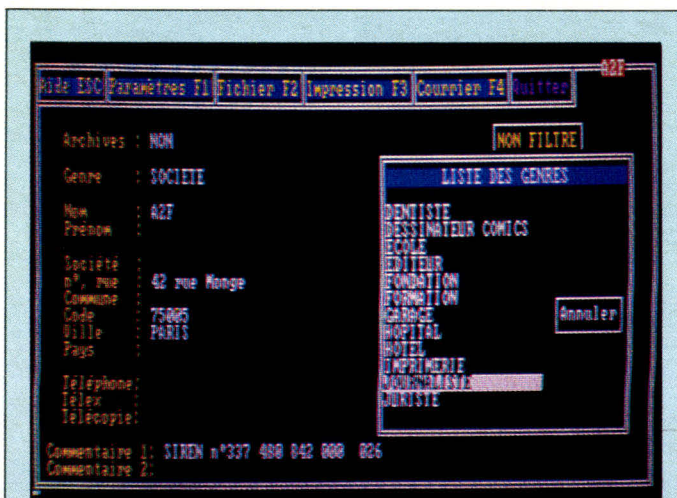 A2F
Aide ESC Paramètres F1 Fichier F2 Impression F3 Courrier F4 Quitter
Archives : NON
NON FILTRE
Genre : SOCIETE
LISTE DES GENRES
Nom : A2F
Prénom :
Société :
n°, rue : 42 rue Monge
Commune :
Code : 75005
Ville : PARIS
Pays :
Téléphone:
Télex :
Télécopie:
DENTISTE
DESSINATEUR COMICS
ECOLE
EDITEUR
FONDATION
FORMATION
GARAGE
HOPITAL
HOTEL
IMPRIMERIE
JOURNALISTE
JURISTE
Annuler
Commentaire 1: SIREN n°337 480 842 000 026
Commentaire 2: